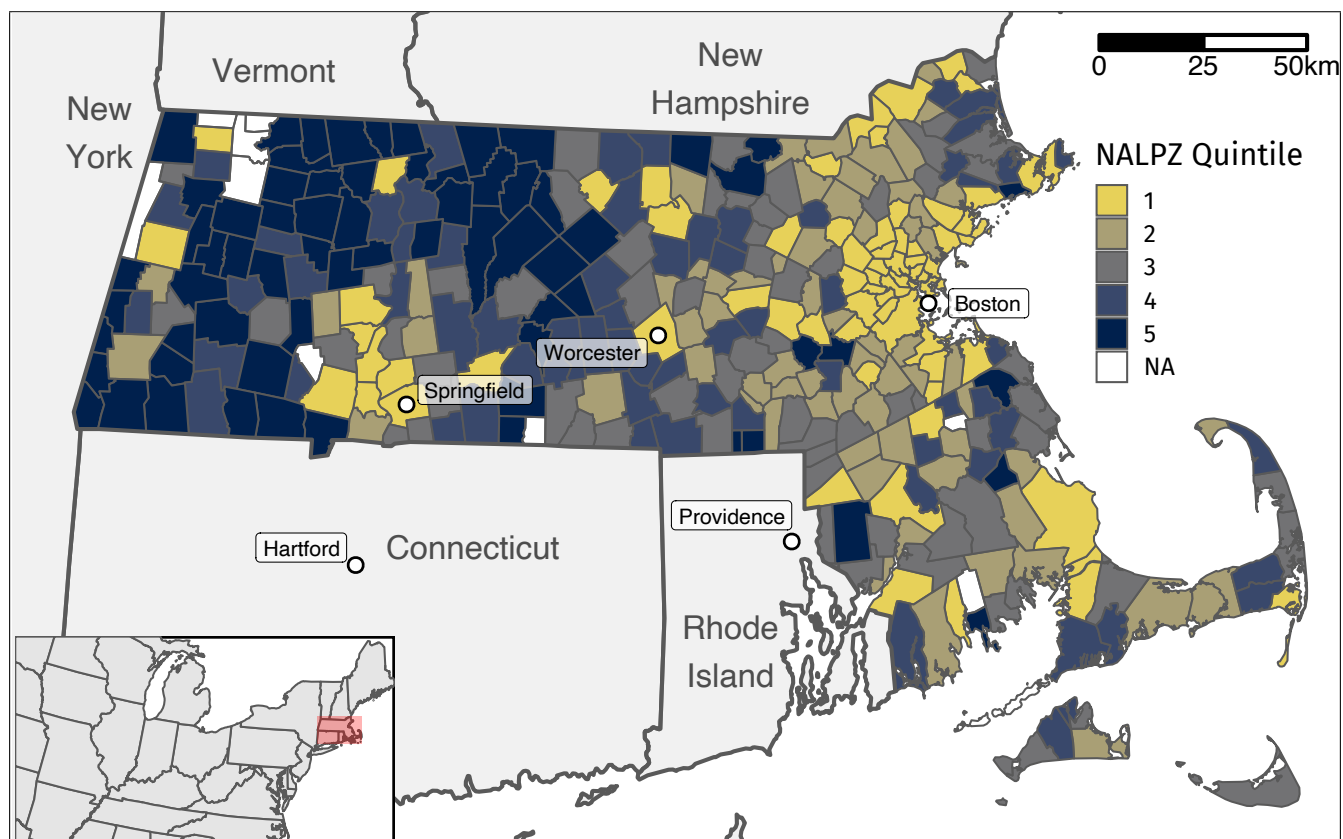 Vermont
New
Hampshire
New
York
0
25
50km
NALPZ Quintile
1
2
3
4
5
NA
Boston
Worcester
Springfield
Providence
Hartford
Connecticut
Rhode
Island